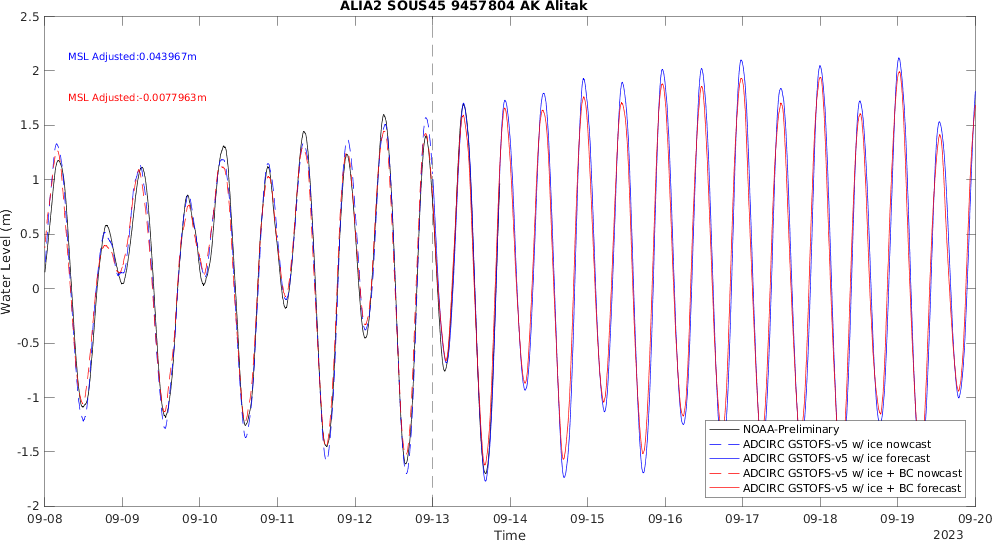 ALIA2 SOUS45 9457804 AK Alitak
MSL Adjusted:0.043967m
MSL Adjusted:-0.0077963m
Water Level (m)
2.5
2
1.5
1
0.5
0
-0.5
-1
-1.5
-2
NOAA-Preliminary
ADCIRC GSTOFS-v5 w/ ice nowcast
ADCIRC GSTOFS-v5 w/ ice forecast
ADCIRC GSTOFS-v5 w/ ice + BC nowcast
ADCIRC GSTOFS-v5 w/ ice + BC forecast
09-08 09-09 09-10 09-11 09-12 09-13 09-14 09-15 09-16 09-17 09-18 09-19 09-20
Time
2023